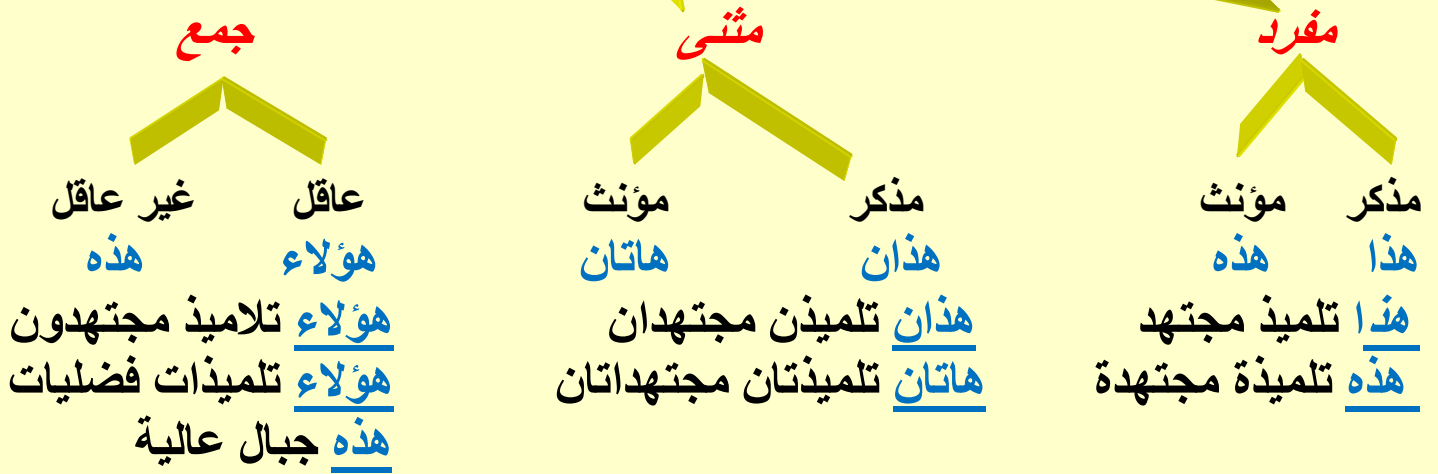 مفرد مثنى جمع
مذكر مؤنث مذكر مؤنث عاقل غير عاقل
هذا هذه هذان هاتان هؤلاء هذه
هذا تلميذ مجتهد هذان تلميذن مجتهدان هؤلاء تلاميذ مجتهدون
هذه تلميذة مجتهدة هاتان تلميذتان مجتهداتان هؤلاء تلميذات فضليات
هذه جبال عالية